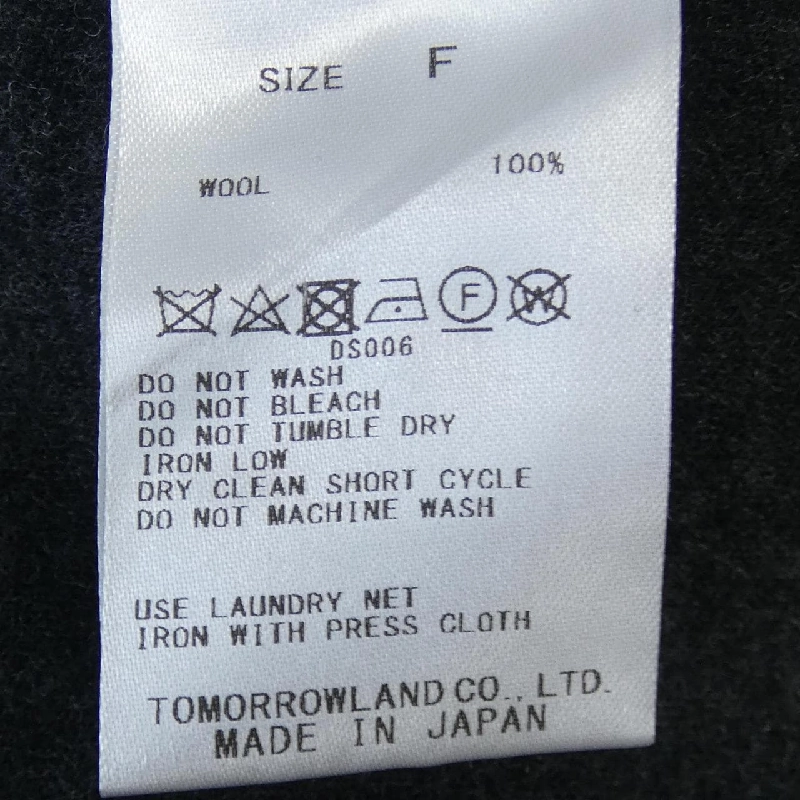 SIZE F
WOOL 100%
F W
DS006
DO NOT WASH
DO NOT BLEACH
DO NOT TUMBLE DRY
IRON LOW
DRY CLEAN SHORT CYCLE
DO NOT MACHINE WASH
USE LAUNDRY NET
IRON WITH PRESS CLOTH
TOMORROWLAND CO., LTD.
MADE IN JAPAN